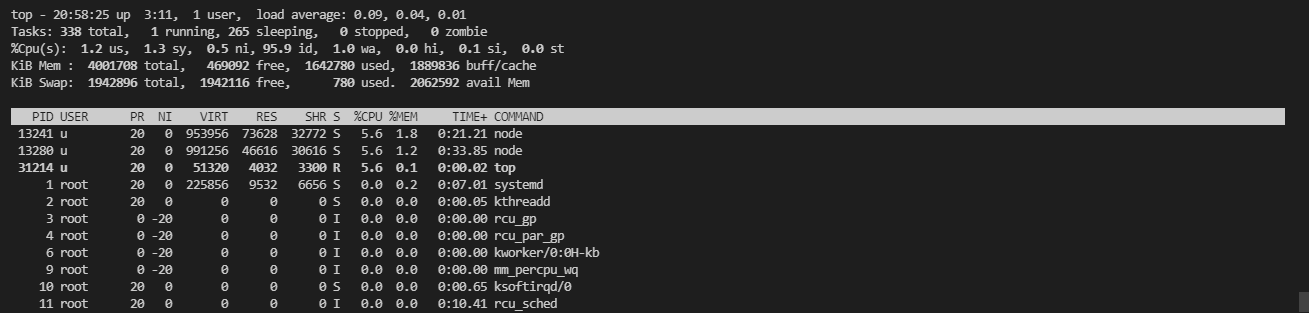 top - 20:58:25 up  3:11,  1 user,  load average: 0.09, 0.04, 0.01
Tasks: 338 total,   1 running, 265 sleeping,   0 stopped,   0 zombie
%Cpu(s):  1.2 us,  1.3 sy,  0.5 ni, 95.9 id,  1.0 wa,  0.0 hi,  0.1 si,  0.0 st
KiB Mem :  4001708 total,   469092 free,  1642780 used,  1889836 buff/cache
KiB Swap:  1942896 total,  1942116 free,      780 used.  2062592 avail Mem
PID USER      PR  NI    VIRT    RES    SHR S  %CPU %MEM     TIME+ COMMAND
13241 u         20   0  953956  73628  32772 S   5.6  1.8   0:21.21 node
13280 u         20   0  991256  46616  30616 S   5.6  1.2   0:33.85 node
31214 u         20   0   51320   4032   3300 R   5.6  0.1   0:00.02 top
1 root      20   0  225856   9532   6656 S   0.0  0.2   0:07.01 systemd
2 root      20   0       0      0      0 S   0.0  0.0   0:00.05 kthreadd
3 root       0 -20       0      0      0 I   0.0  0.0   0:00.00 rcu_gp
4 root       0 -20       0      0      0 I   0.0  0.0   0:00.00 rcu_par_gp
6 root       0 -20       0      0      0 I   0.0  0.0   0:00.00 kworker/0:0H-kb
9 root       0 -20       0      0      0 I   0.0  0.0   0:00.00 mm_percpu_wq
10 root      20   0       0      0      0 S   0.0  0.0   0:00.65 ksoftirqd/0
11 root      20   0       0      0      0 I   0.0  0.0   0:10.41 rcu_sched